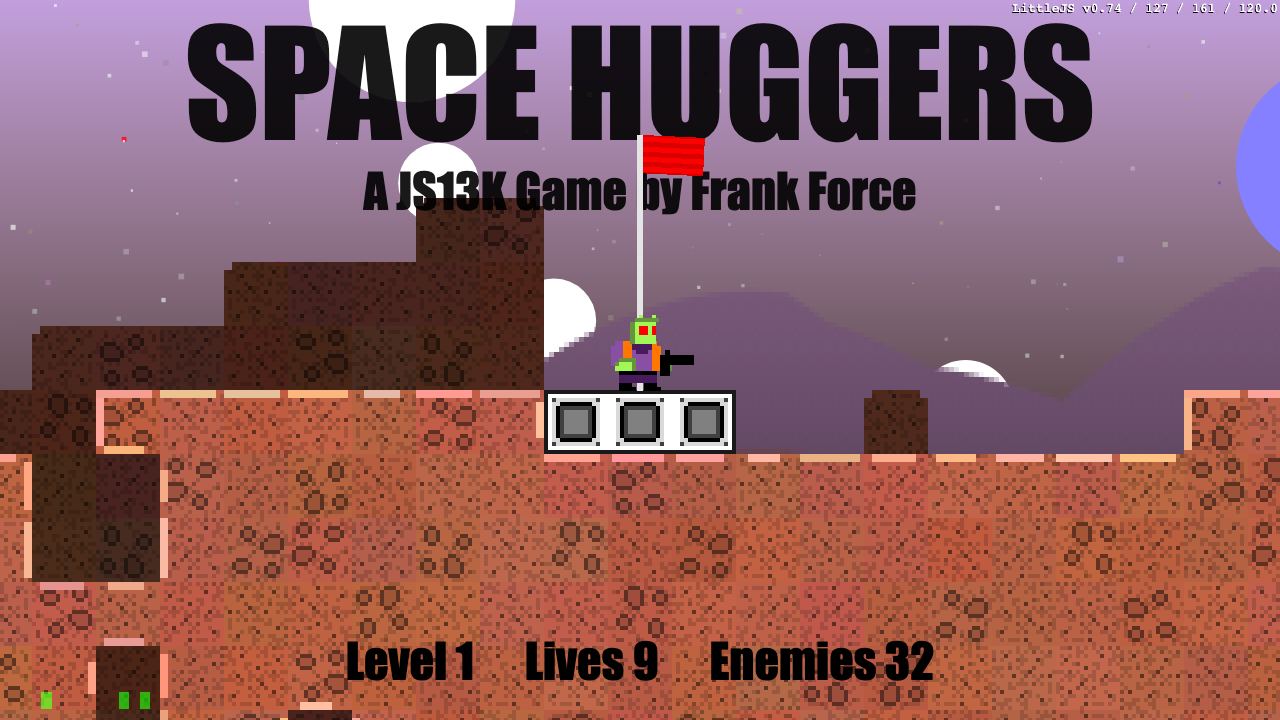 LittleJS v0.74 / 127 / 161 / 120.0
SPACE HUGGERS
A JS13K Game by Frank Force
Level 1 Lives 9 Enemies 32